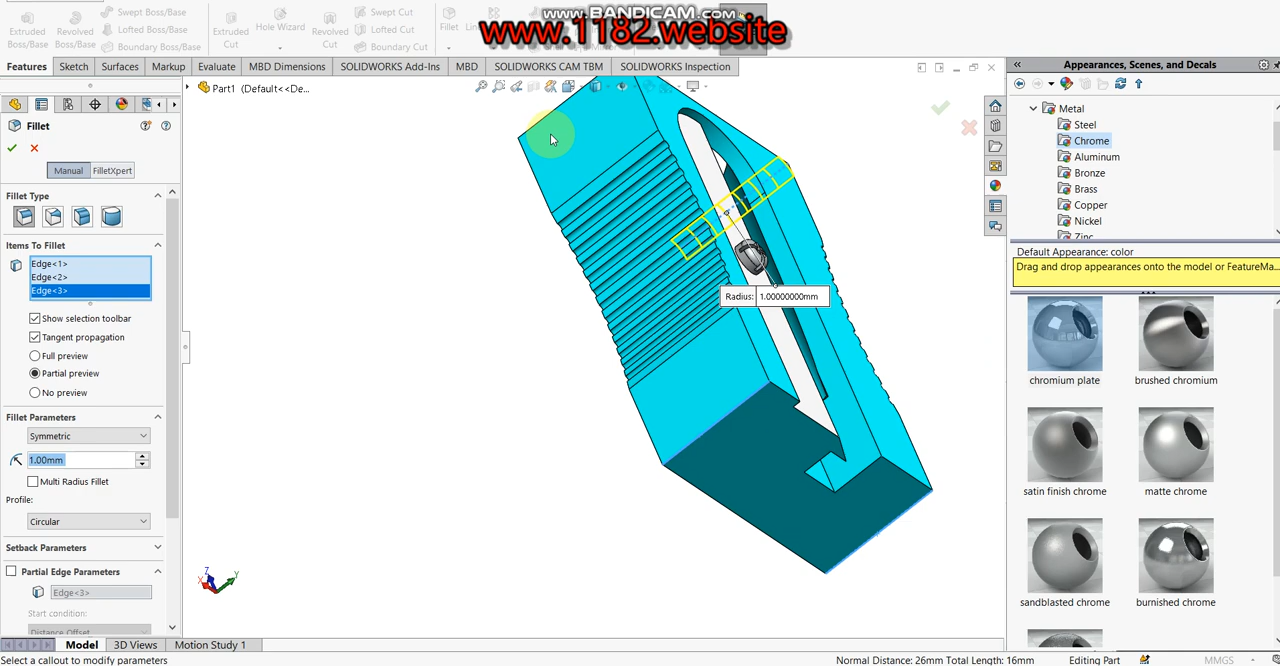 www.BANDICAM.com
www.1182.website
Extruded Boss/Base
Revolved Boss/Base
Swept Boss/Base
Lofted Boss/Base
Boundary Boss/Base
Extruded Cut
Hole Wizard
Revolved Cut
Swept Cut
Lofted Cut
Boundary Cut
Fillet
Features Sketch Surfaces Markup Evaluate MBD Dimensions SOLIDWORKS Add-Ins MBD SOLIDWORKS CAM TBM SOLIDWORKS Inspection
Part1 (Default<<De...
Fillet
Manual FilletXpert
Fillet Type
Items To Fillet
Edge<1>
Edge<2>
Edge<3>
Show selection toolbar
Tangent propagation
Full preview
Partial preview
No preview
Fillet Parameters
Symmetric
1.00mm
Multi Radius Fillet
Profile:
Circular
Setback Parameters
Partial Edge Parameters
Edge<3>
Start condition:
Distance Offset
Radius: 1.00000000mm
Z
X Y
Appearances, Scenes, and Decals
Metal
Steel
Chrome
Aluminum
Bronze
Brass
Copper
Nickel
Zinc
Default Appearance: color
Drag and drop appearances onto the model or FeatureMa...
chromium plate brushed chromium
satin finish chrome matte chrome
sandblasted chrome burnished chrome
Model 3D Views Motion Study 1
Select a callout to modify parameters
Normal Distance: 26mm Total Length: 16mm Editing Part MMGS